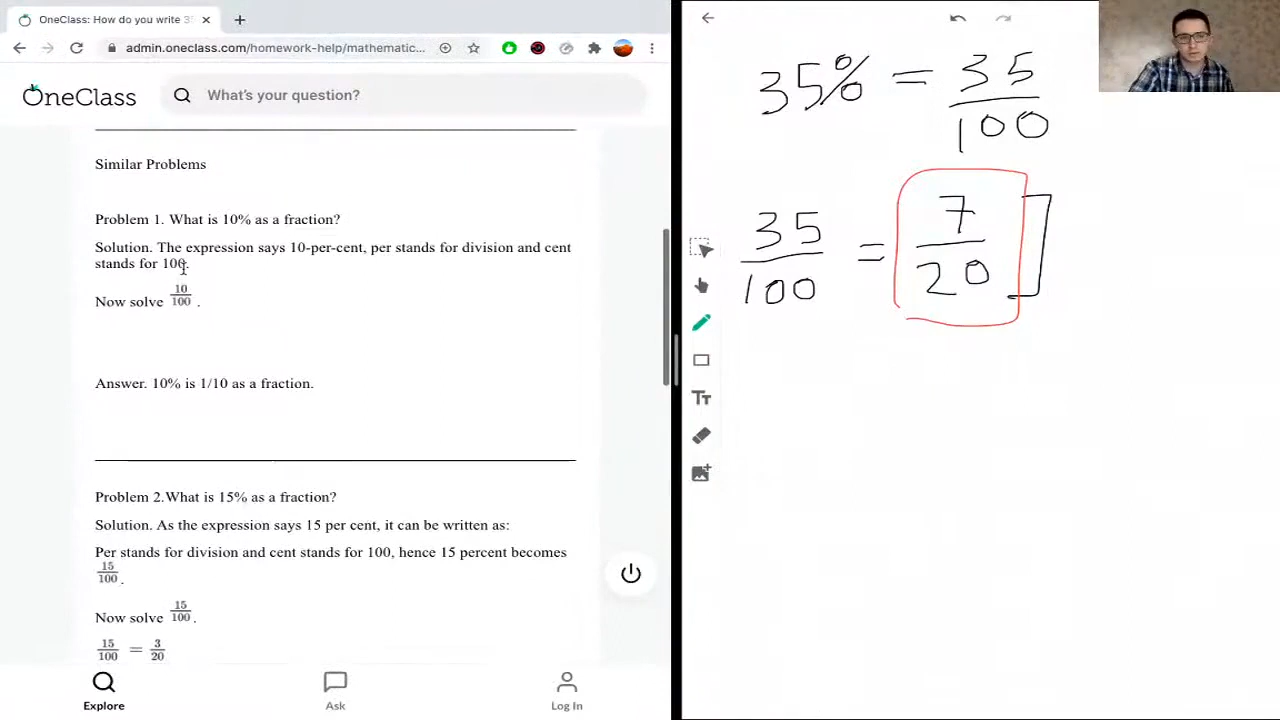 OneClass: How do you write 35
admin.oneclass.com/homework-help/mathematic...
OneClass
What's your question?
Similar Problems
Problem 1. What is 10% as a fraction?
Solution. The expression says 10-per-cent, per stands for division and cent
stands for 100.
Now solve 10/100 .
Answer. 10% is 1/10 as a fraction.
Problem 2.What is 15% as a fraction?
Solution. As the expression says 15 per cent, it can be written as:
Per stands for division and cent stands for 100, hence 15 percent becomes
15/100 .
Now solve 15/100 .
15/100 = 3/20
Explore
Ask
Log In
35% = 35/100
35/100 = 7/20
Tт